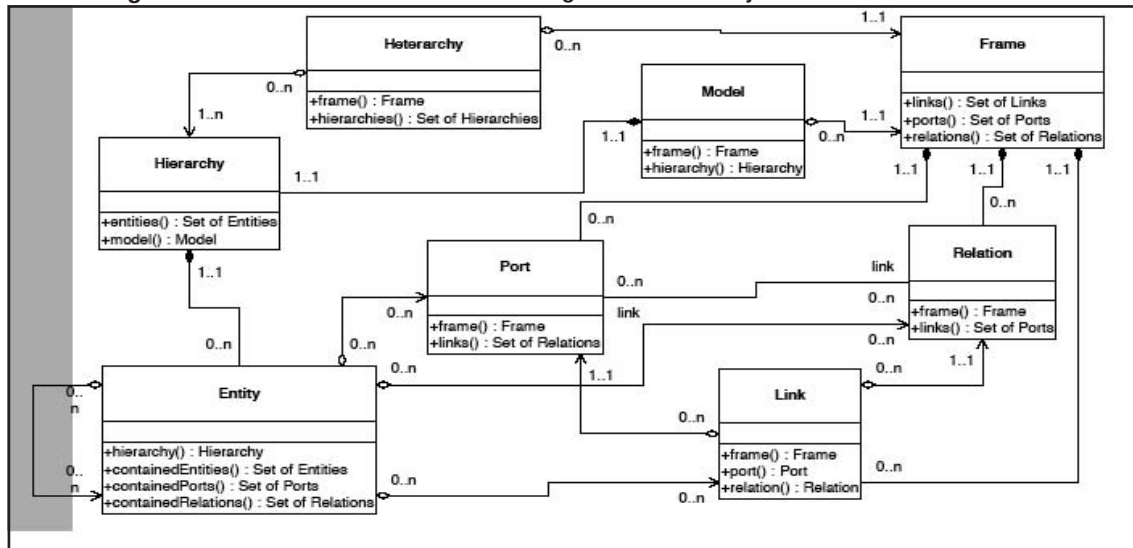 Heterarchy
+frame() : Frame
+hierarchies() : Set of Hierarchies
0..n
1..1
0..n
1..n
Frame
+links() : Set of Links
+ports() : Set of Ports
+relations() : Set of Relations
Model
+frame() : Frame
+hierarchy() : Hierarchy
1..1
0..n
1..1
Hierarchy
+entities() : Set of Entities
+model() : Model
1..1
1..1
1..1
1..1
1..1
0..n
0..n
Port
+frame() : Frame
+links() : Set of Relations
0..n
link
link
0..n
Relation
+frame() : Frame
+links() : Set of Ports
0..n
0..n
0..n
0..n
0..n
1..1
1..1
Entity
+hierarchy() : Hierarchy
+containedEntities() : Set of Entities
+containedPorts() : Set of Ports
+containedRelations() : Set of Relations
0..
n
0..
n
0..n
0..n
0..n
0..n
Link
+frame() : Frame
+port() : Port
+relation() : Relation
0..n